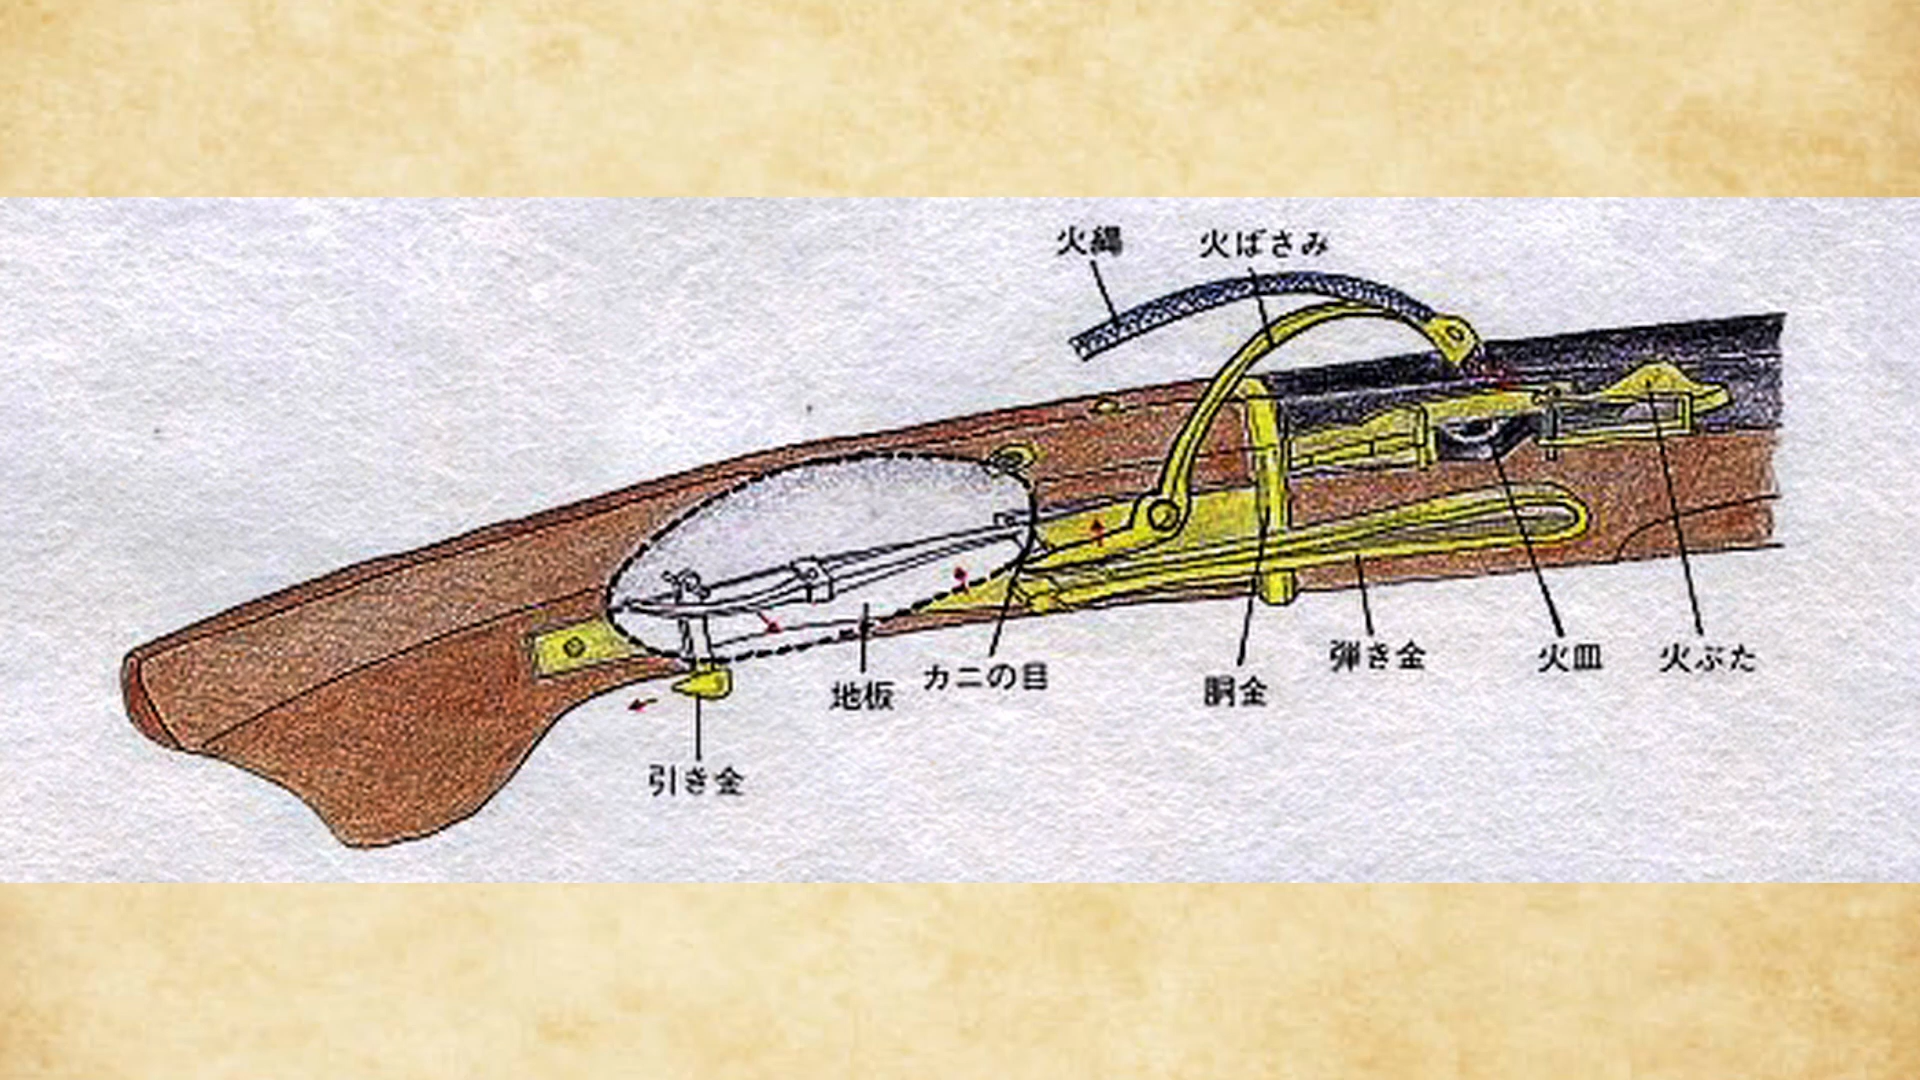 火縄
火ばさみ
引き金
地板
カニの目
胴金
弾き金
火皿
火ぶた